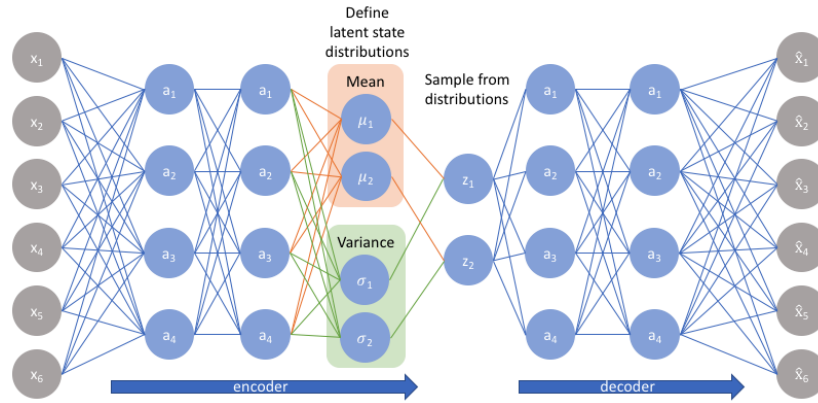 Define
latent state
distributions
Mean
Sample from
distributions
Variance
x₁
x₂
x₃
x₄
x₅
x₆
a₁
a₂
a₃
a₄
a₁
a₂
a₃
a₄
μ₁
μ₂
σ₁
σ₂
z₁
z₂
a₁
a₂
a₃
a₄
a₁
a₂
a₃
a₄
x̂₁
x̂₂
x̂₃
x̂₄
x̂₅
x̂₆
encoder
decoder